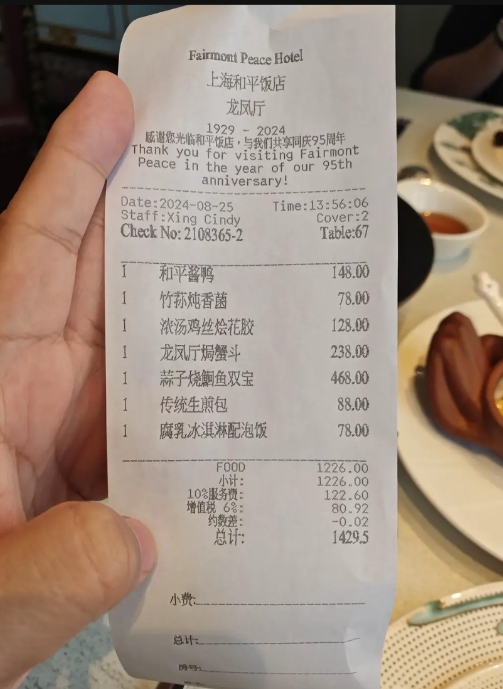 Fairmont Peace Hotel
上海和平饭店
龙凤厅
1929 - 2024
感谢您光临和平饭店，与我们共享同庆95周年
Thank you for visiting Fairmont
Peace in the year of our 95th
anniversary!
Date:2024-08-25 Time:13:56:06
Staff:Xing Cindy Cover:2
Check No: 2108365-2 Table:67
1 和平酱鸭 148.00
1 竹荪炖香菌 78.00
1 浓汤鸡丝烩花胶 128.00
1 龙凤厅焗蟹斗 238.00
1 蒜子烧鮰鱼双宝 468.00
1 传统生煎包 88.00
1 腐乳冰淇淋配泡饭 78.00
FOOD 1226.00
小计: 1226.00
10%服务费: 122.60
增值税 6%: 80.92
约数差: -0.02
总计: 1429.5
小费:
总计:
房号: